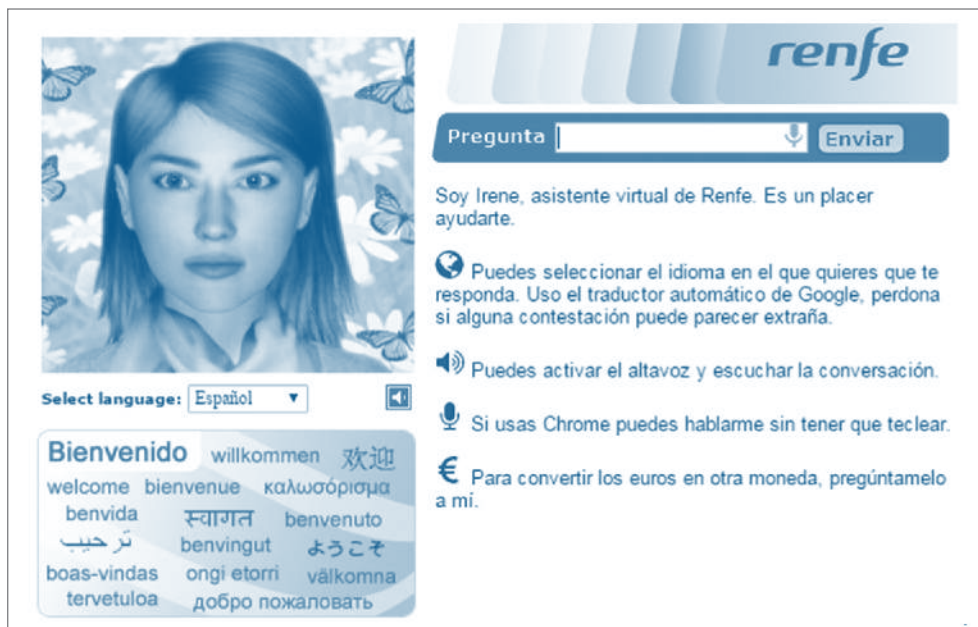 renfe
Pregunta Enviar
Soy Irene, asistente virtual de Renfe. Es un placer
ayudarte.
Puedes seleccionar el idioma en el que quieres que te
responda. Uso el traductor automático de Google, perdona
si alguna contestación puede parecer extraña.
Puedes activar el altavoz y escuchar la conversación.
Si usas Chrome puedes hablarme sin tener que teclear.
€ Para convertir los euros en otra moneda, pregúntamelo
a mí.
Select language: Español
Bienvenido willkommen 欢迎
welcome bienvenue καλωσόρισμα
benvida स्वागत benvenuto
ترحيب benvingut ようこそ
boas-vindas ongi etorri välkomna
tervetuloa добро пожаловать